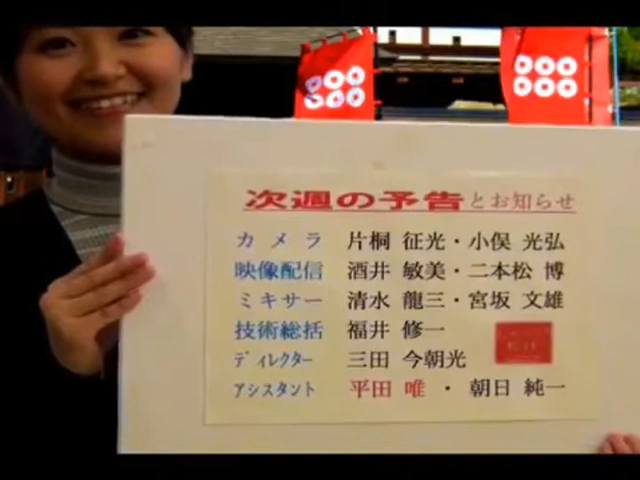 次週の予告とお知らせ
カメラ 片桐 征光・小俣 光弘
映像配信 酒井 敏美・二本松 博
ミキサー 清水 龍三・宮坂 文雄
技術総括 福井 修一
ディレクター 三田 今朝光
アシスタント 平田 唯・朝日 純一